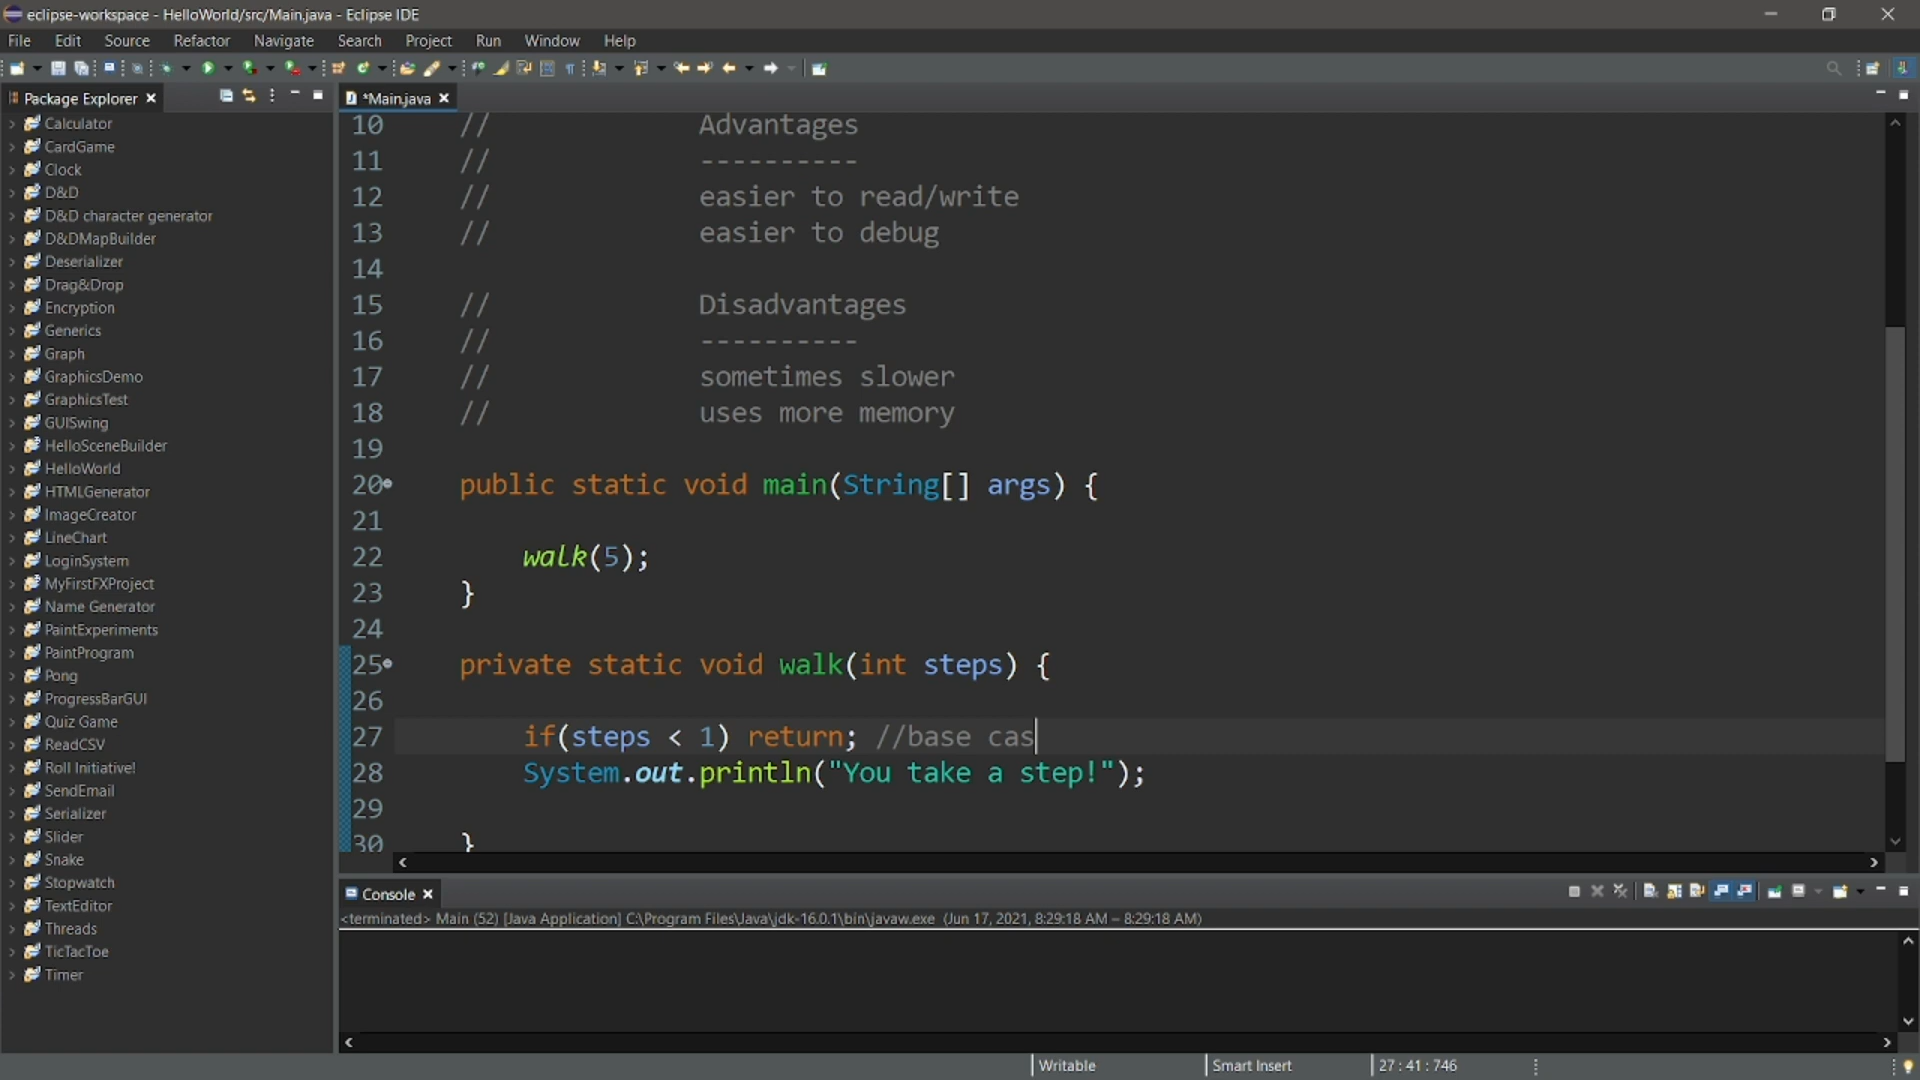 eclipse-workspace - HelloWorld/src/Main.java - Eclipse IDE
File Edit Source Refactor Navigate Search Project Run Window Help
Package Explorer
Calculator
CardGame
Clock
D&D
D&D character generator
D&DMapBuilder
Deserializer
Drag&Drop
Encryption
Generics
Graph
GraphicsDemo
GraphicsTest
GUISwing
HelloSceneBuilder
HelloWorld
HTMLGenerator
ImageCreator
LineChart
LoginSystem
MyFirstFXProject
Name Generator
PaintExperiments
PaintProgram
Pong
ProgressBarGUI
Quiz Game
ReadCSV
Roll Initiative!
SendEmail
Serializer
Slider
Snake
Stopwatch
TextEditor
Threads
TicTacToe
Timer
*Main.java
10 // Advantages
11 // ----------
12 // easier to read/write
13 // easier to debug
14
15 // Disadvantages
16 // ----------
17 // sometimes slower
18 // uses more memory
19
20 public static void main(String[] args) {
21
22 walk(5);
23 }
24
25 private static void walk(int steps) {
26
27 if(steps < 1) return; //base cas
28 System.out.println("You take a step!");
29
30 }
Console
<terminated> Main (52) [Java Application] C:\Program Files\Java\jdk-16.0.1\bin\javaw.exe (Jun 17, 2021, 8:29:18 AM – 8:29:18 AM)
Writable Smart Insert 27 : 41 : 746